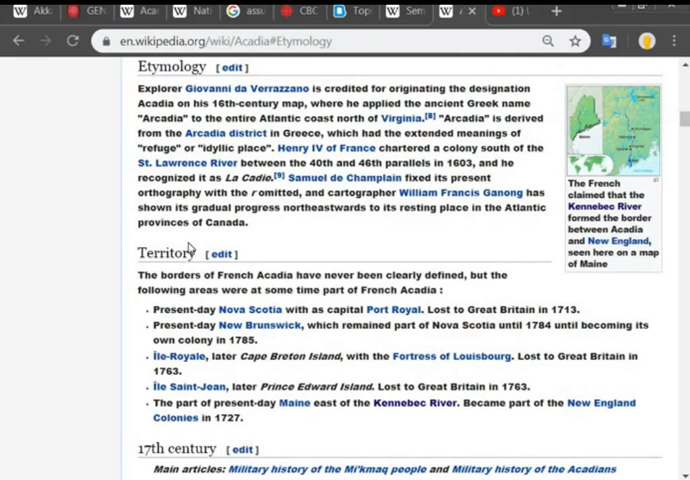 Akk
GEN
Aca
Nat
assu
CBC
Top
Sem
A
(1)
en.wikipedia.org/wiki/Acadia#Etymology
Etymology [ edit ]
Explorer Giovanni da Verrazzano is credited for originating the designation
Acadia on his 16th-century map, where he applied the ancient Greek name
"Arcadia" to the entire Atlantic coast north of Virginia.[8] "Arcadia" is derived
from the Arcadia district in Greece, which had the extended meanings of
"refuge" or "idyllic place". Henry IV of France chartered a colony south of the
St. Lawrence River between the 40th and 46th parallels in 1603, and he
recognized it as La Cadie.[9] Samuel de Champlain fixed its present
orthography with the r omitted, and cartographer William Francis Ganong has
shown its gradual progress northeastwards to its resting place in the Atlantic
provinces of Canada.
The French
claimed that the
Kennebec River
formed the border
between Acadia
and New England,
seen here on a map
of Maine
Territory [ edit ]
The borders of French Acadia have never been clearly defined, but the
following areas were at some time part of French Acadia :
• Present-day Nova Scotia with as capital Port Royal. Lost to Great Britain in 1713.
• Present-day New Brunswick, which remained part of Nova Scotia until 1784 until becoming its
own colony in 1785.
• Île-Royale, later Cape Breton Island, with the Fortress of Louisbourg. Lost to Great Britain in
1763.
• Île Saint-Jean, later Prince Edward Island. Lost to Great Britain in 1763.
• The part of present-day Maine east of the Kennebec River. Became part of the New England
Colonies in 1727.
17th century [ edit ]
Main articles: Military history of the Mi'kmaq people and Military history of the Acadians